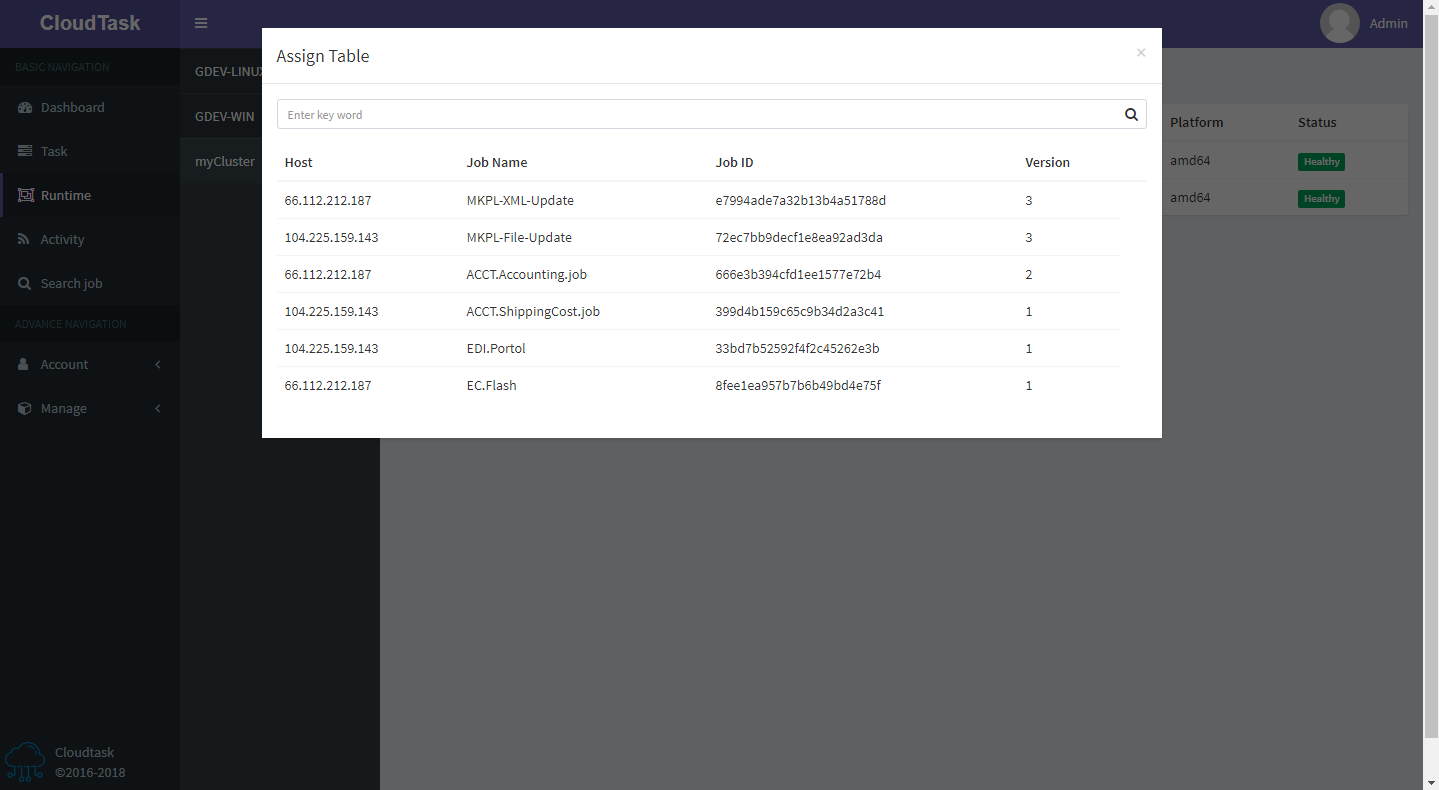 CloudTask
Admin
BASIC NAVIGATION
Dashboard
Task
Runtime
Activity
Search job
ADVANCE NAVIGATION
Account
Manage
Cloudtask
©2016-2018
GDEV-LINUX
GDEV-WIN
myCluster
Assign Table
×
Enter key word
Host Job Name Job ID Version
66.112.212.187 MKPL-XML-Update e7994ade7a32b13b4a51788d 3
104.225.159.143 MKPL-File-Update 72ec7bb9decf1e8ea92ad3da 3
66.112.212.187 ACCT.Accounting.job 666e3b394cfd1ee1577e72b4 2
104.225.159.143 ACCT.ShippingCost.job 399d4b159c65c9b34d2a3c41 1
104.225.159.143 EDI.Portol 33bd7b52592f4f2c45262e3b 1
66.112.212.187 EC.Flash 8fee1ea957b7b6b49bd4e75f 1
Platform Status
amd64 Healthy
amd64 Healthy